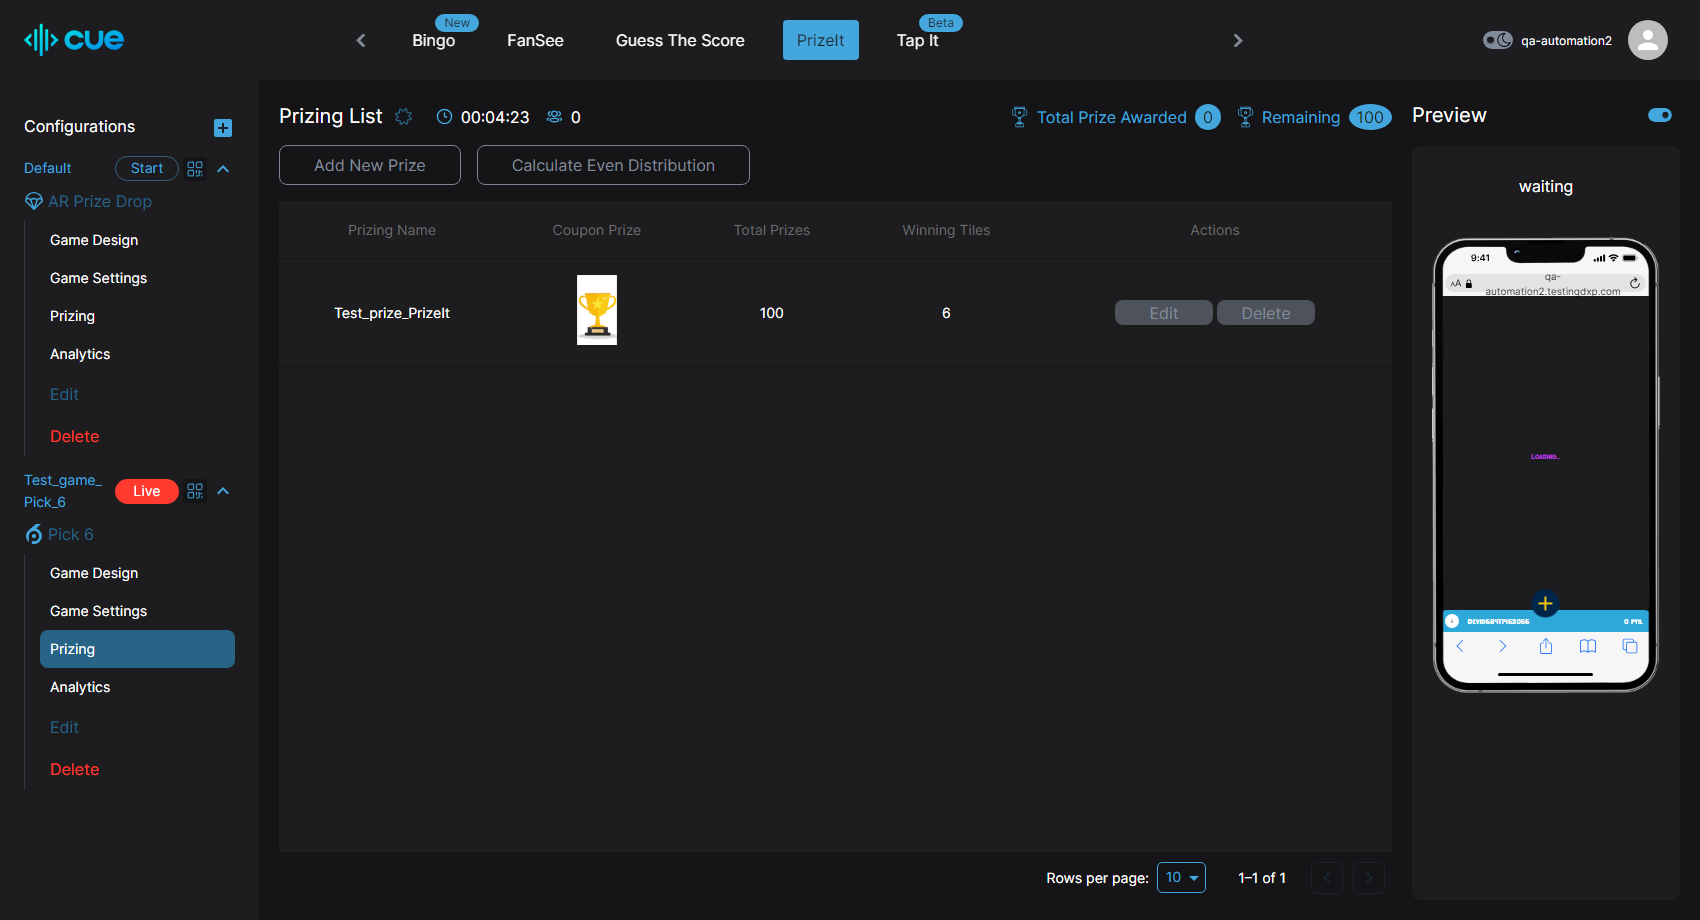 cue
New
Bingo
FanSee
Guess The Score
PrizeIt
Beta
Tap It
qa-automation2
Configurations
Default
Start
AR Prize Drop
Game Design
Game Settings
Prizing
Analytics
Edit
Delete
Test_game_
Pick_6
Live
Pick 6
Game Design
Game Settings
Prizing
Analytics
Edit
Delete
Prizing List
00:04:23
0
Total Prize Awarded 0
Remaining 100
Add New Prize
Calculate Even Distribution
Prizing Name
Coupon Prize
Total Prizes
Winning Tiles
Actions
Test_prize_PrizeIt
100
6
Edit
Delete
Rows per page: 10
1–1 of 1
Preview
waiting
9:41
AA
qa-
automation2.testingdxp.com
LOADING...
0 PTS.